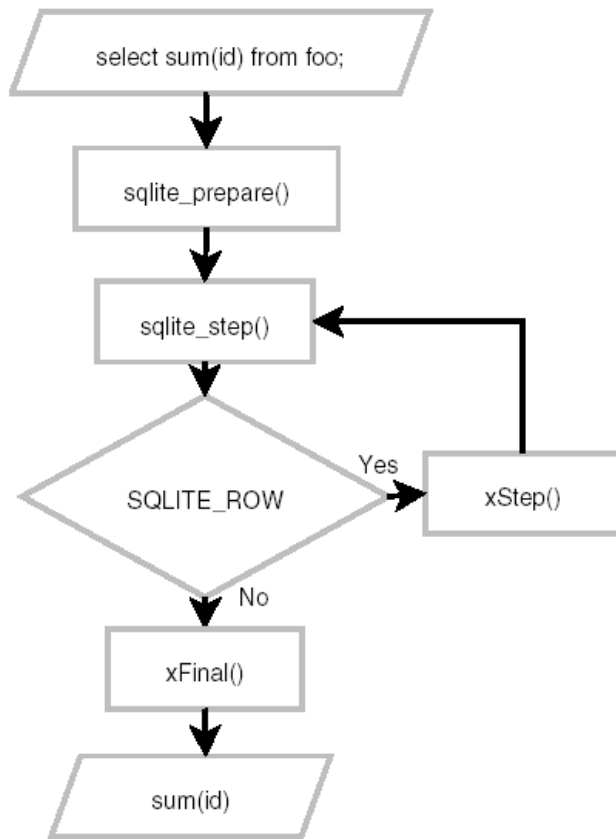 select sum(id) from foo;
sqlite_prepare()
sqlite_step()
SQLITE_ROW
Yes
xStep()
No
xFinal()
sum(id)